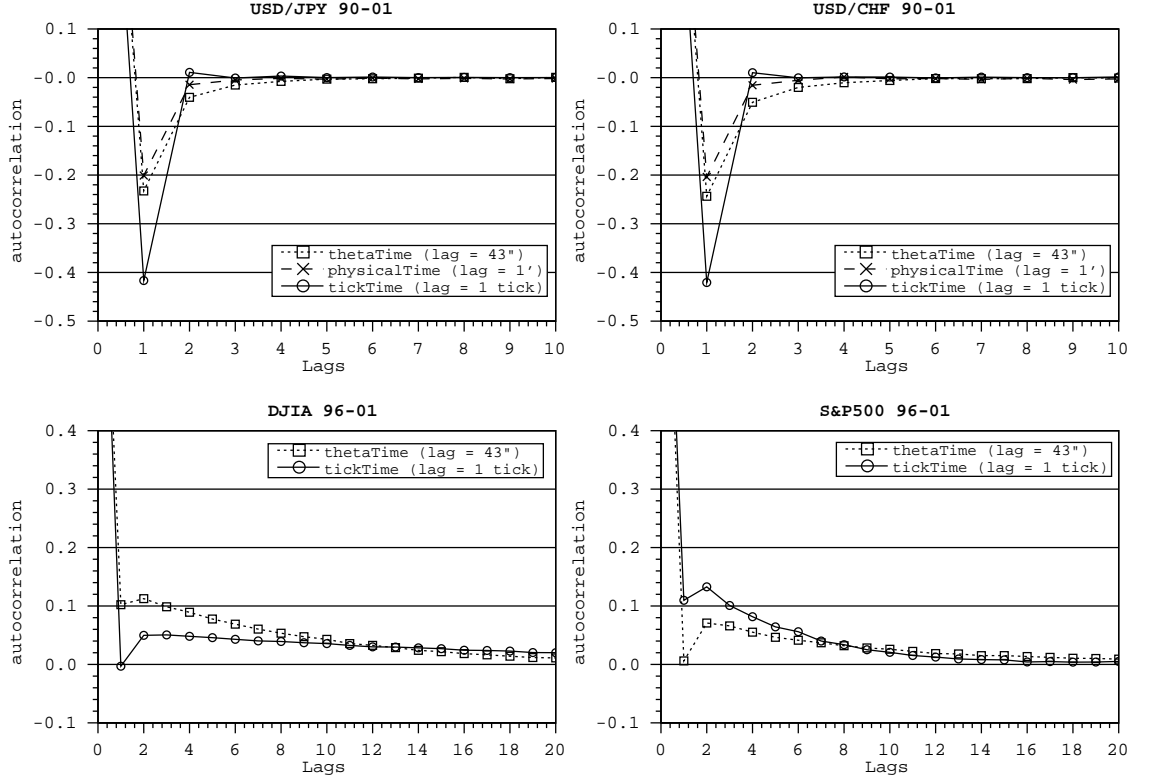 USD/JPY 90-01
0.1
-0.0
-0.1
-0.2
-0.3
-0.4
-0.5
autocorrelation
thetaTime (lag = 43")
physicalTime (lag = 1')
tickTime (lag = 1 tick)
0 1 2 3 4 5 6 7 8 9 10
Lags
USD/CHF 90-01
0.1
-0.0
-0.1
-0.2
-0.3
-0.4
-0.5
autocorrelation
thetaTime (lag = 43")
physicalTime (lag = 1')
tickTime (lag = 1 tick)
0 1 2 3 4 5 6 7 8 9 10
Lags
DJIA 96-01
0.4
0.3
0.2
0.1
0.0
-0.1
autocorrelation
thetaTime (lag = 43")
tickTime (lag = 1 tick)
0 2 4 6 8 10 12 14 16 18 20
Lags
S&P500 96-01
0.4
0.3
0.2
0.1
0.0
-0.1
autocorrelation
thetaTime (lag = 43")
tickTime (lag = 1 tick)
0 2 4 6 8 10 12 14 16 18 20
Lags